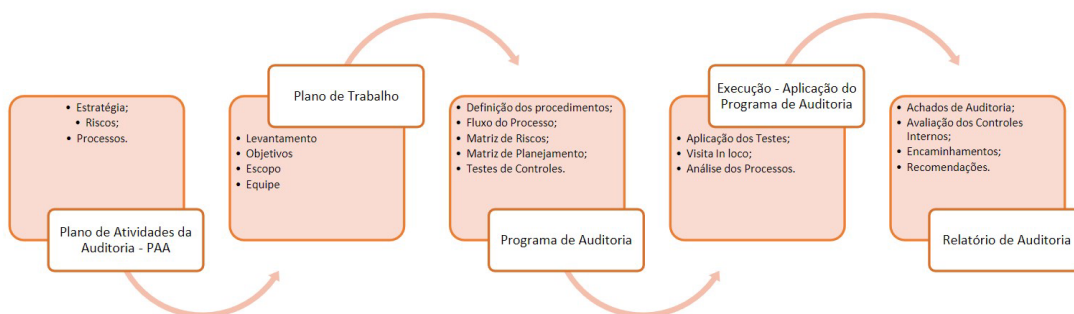 • Estratégia;
• Riscos;
• Processos.
Plano de Atividades da
Auditoria - PAA
Plano de Trabalho
• Levantamento
• Objetivos
• Escopo
• Equipe
• Definição dos procedimentos;
• Fluxo do Processo;
• Matriz de Riscos;
• Matriz de Planejamento;
• Testes de Controles.
Programa de Auditoria
Execução - Aplicação do
Programa de Auditoria
• Aplicação dos Testes;
• Visita In loco;
• Análise dos Processos.
• Achados de Auditoria;
• Avaliação dos Controles
Internos;
• Encaminhamentos;
• Recomendações.
Relatório de Auditoria